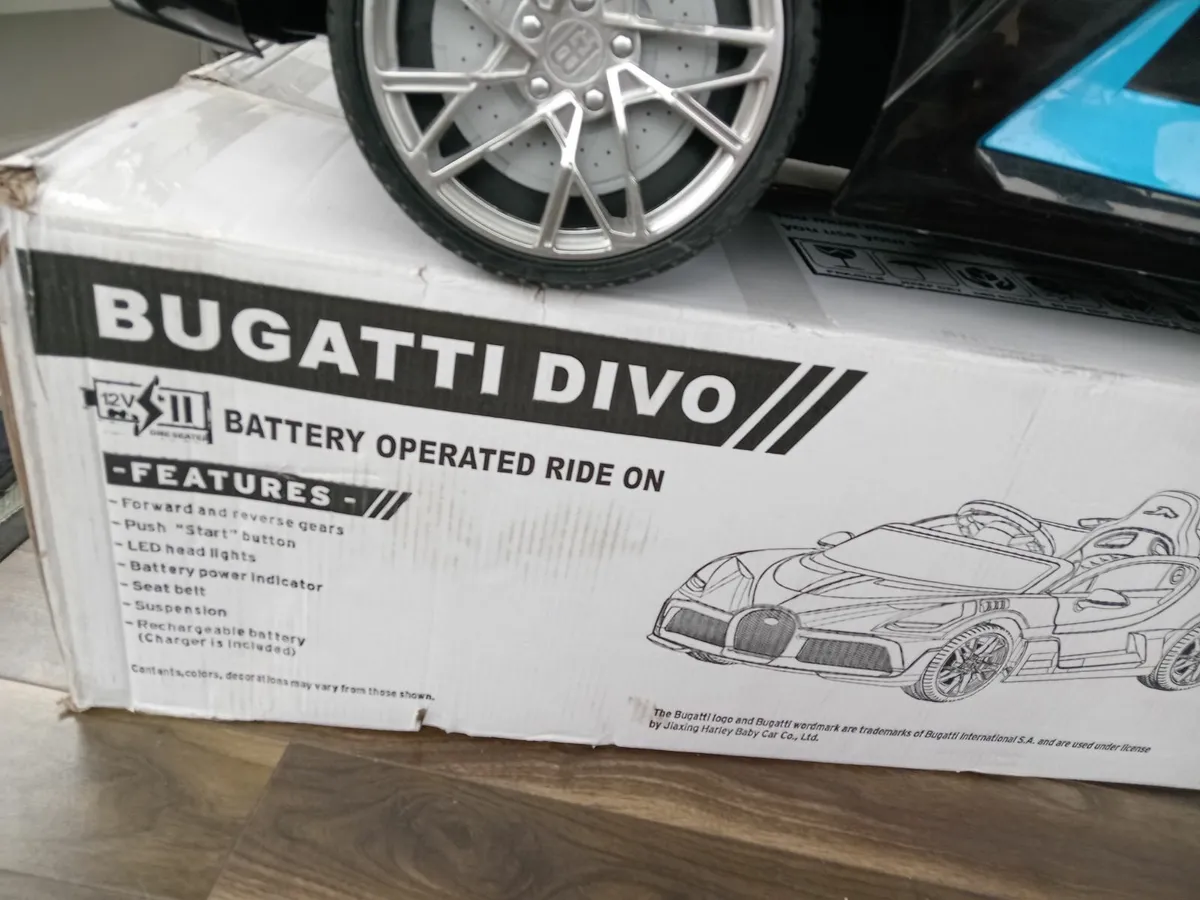 BUGATTI DIVO
12V
ONE SEATER
BATTERY OPERATED RIDE ON
-FEATURES-
-Forward and reverse gears
-Push "Start" button
-LED head lights
-Battery power indicator
-Seat belt
-Suspension
-Rechargeable battery
(Charger is included)
Contents,colors, decorations may vary from those shown.
The Bugatti logo and Bugatti wordmark are trademarks of Bugatti International S.A. and are used under license
by Jiaxing Harley Baby Car Co., Ltd.